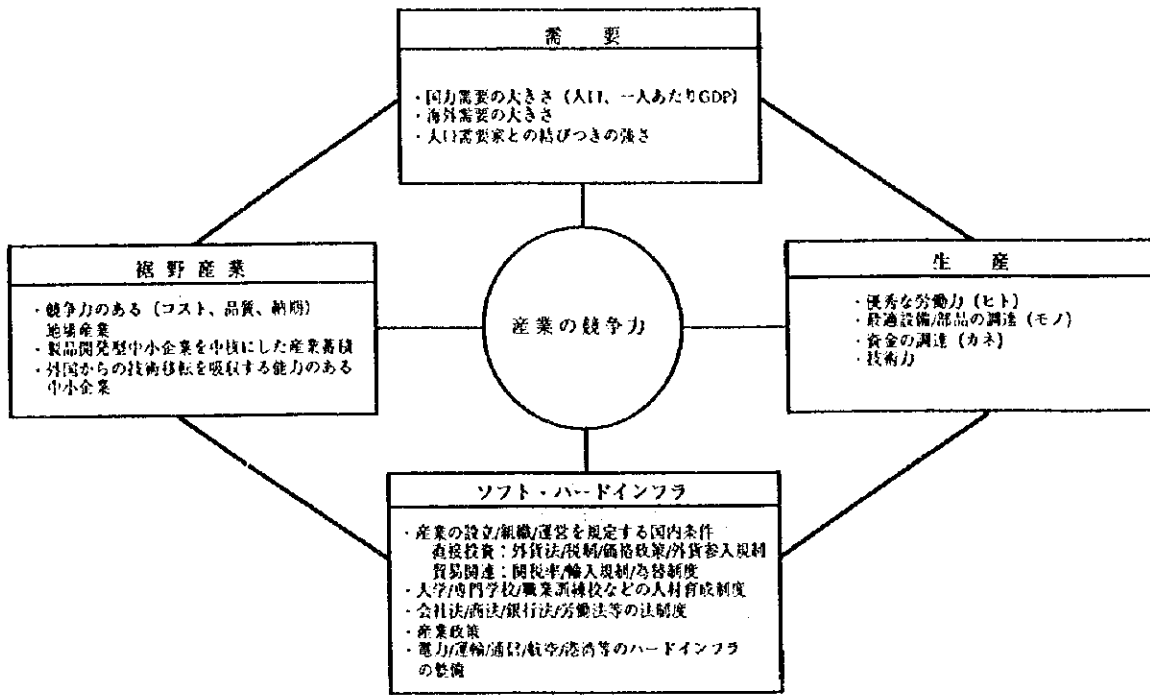 需要
・国力需要の大きさ（人口、一人あたりGDP）
・海外需要の大きさ
・人口需要家との結びつきの強さ
裾野産業
・競争力のある（コスト、品質、納期）
地場産業
・製品開発型中小企業を中核にした産業蓄積
・外国からの技術移転を吸収する能力のある
中小企業
産業の競争力
生産
・優秀な労働力（ヒト）
・最適設備/部品の調達（モノ）
・資金の調達（カネ）
・技術力
ソフト・ハードインフラ
・産業の設立/組織/運営を規定する国内条件
直接投資：外貨法/税制/価格政策/外貨参入規制
貿易関連：関税率/輸入規制/為替制度
・大学/専門学校/職業訓練校などの人材育成制度
・会社法/商法/銀行法/労働法等の法制度
・産業政策
・電力/運輸/通信/航空/港湾等のハードインフラ
の整備